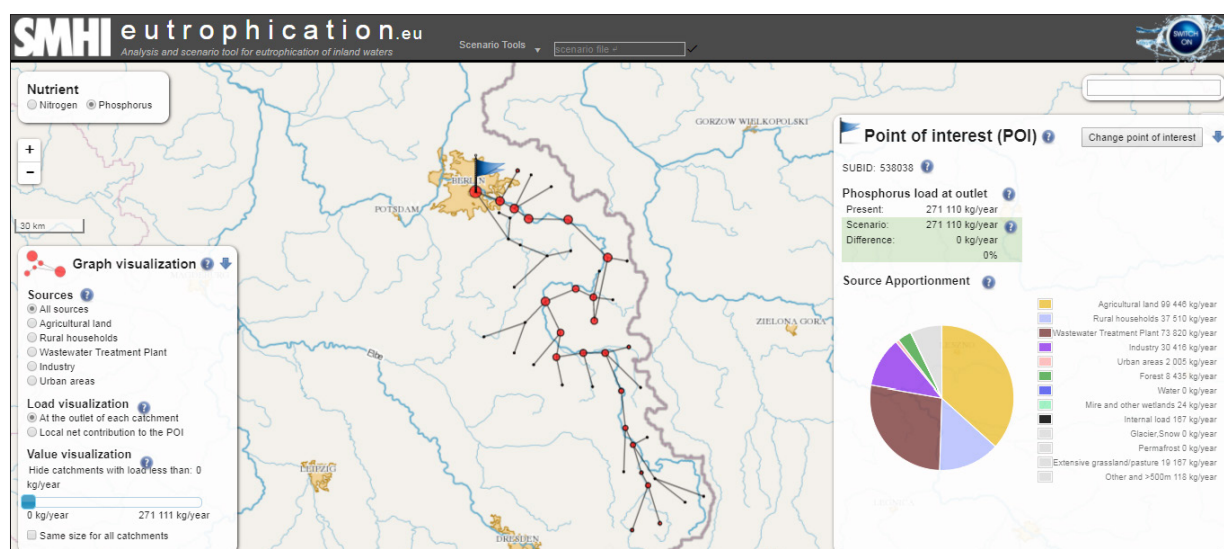 SMHI eutrophication.eu
Analysis and scenario tool for eutrophication of inland waters
Scenario Tools
scenario file
SWITCH ON
Nutrient
Nitrogen Phosphorus
+
-
30 km
Graph visualization ?
Sources ?
All sources
Agricultural land
Rural households
Wastewater Treatment Plant
Industry
Urban areas
Load visualization ?
At the outlet of each catchment
Local net contribution to the POI
Value visualization ?
Hide catchments with load less than: 0
kg/year
0 kg/year 271 111 kg/year
Same size for all catchments
GORZOW WIELKOPOLSKI
BERLIN
POTSDAM
ZIELONA GORA
Elbe
LEIPZIG
DRESDEN
Point of interest (POI) ? Change point of interest
SUBID: 538038 ?
Phosphorus load at outlet ?
Present: 271 110 kg/year
Scenario: 271 110 kg/year ?
Difference: 0 kg/year
0%
Source Apportionment ?
Agricultural land 99 446 kg/year
Rural households 37 510 kg/year
Wastewater Treatment Plant 73 820 kg/year
Industry 30 416 kg/year
Urban areas 2 005 kg/year
Forest 8 435 kg/year
Water 0 kg/year
Mire and other wetlands 24 kg/year
Internal load 167 kg/year
Glacier,Snow 0 kg/year
Permafrost 0 kg/year
Extensive grassland/pasture 19 167 kg/year
Other and >500m 118 kg/year